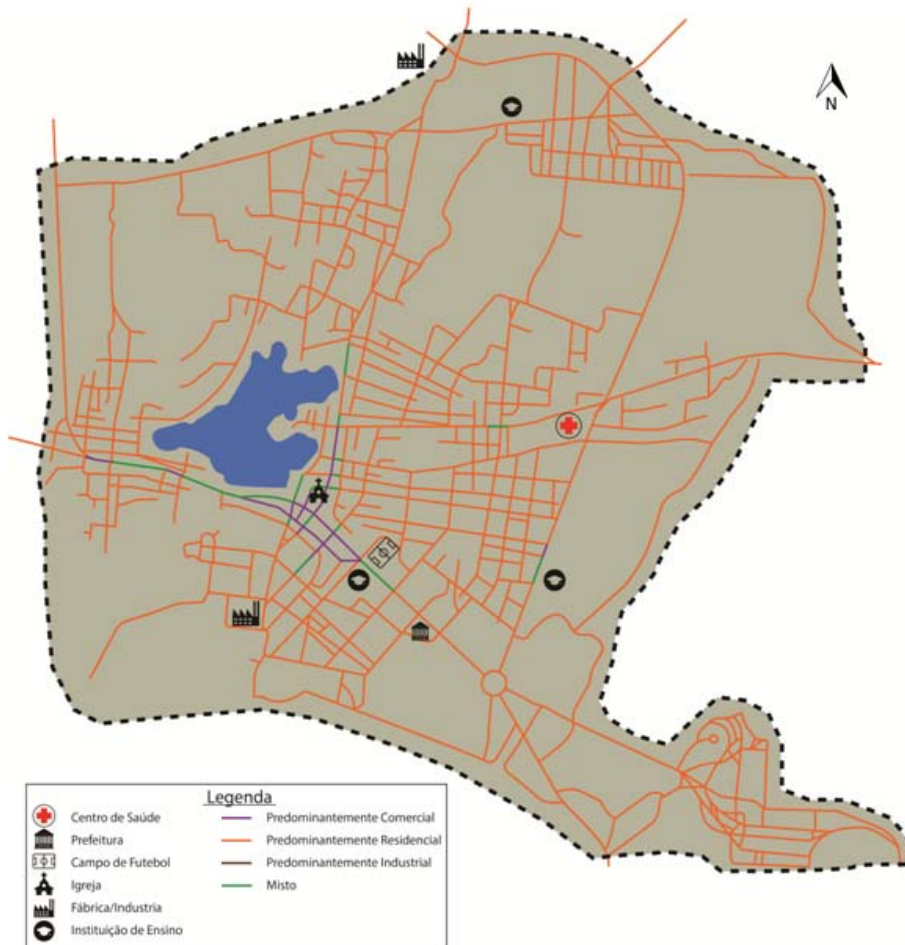 N
Legenda
Centro de Saúde
Prefeitura
Campo de Futebol
Igreja
Fábrica/Industria
Instituição de Ensino
Predominantemente Comercial
Predominantemente Residencial
Predominantemente Industrial
Misto